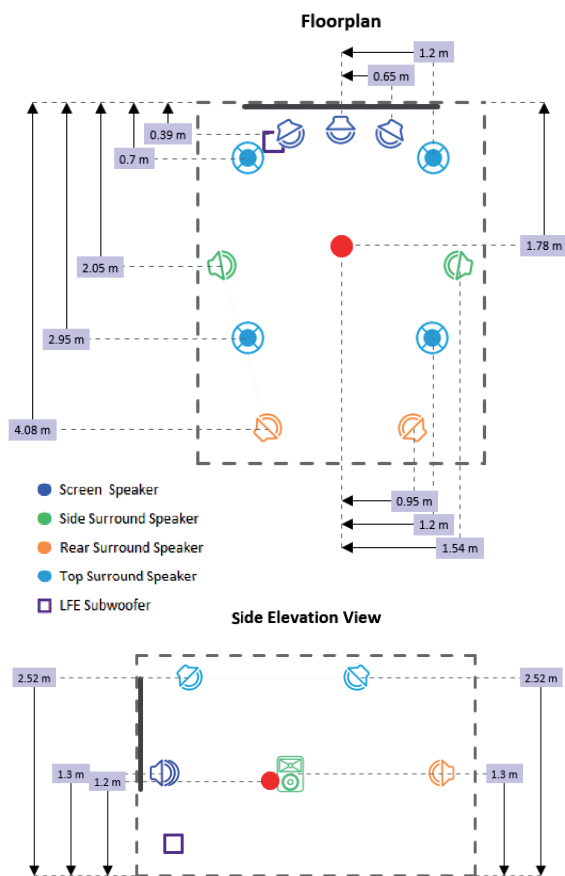 Floorplan
1.2 m
0.65 m
0.39 m
0.7 m
1.78 m
2.05 m
2.95 m
4.08 m
0.95 m
1.2 m
1.54 m
Screen Speaker
Side Surround Speaker
Rear Surround Speaker
Top Surround Speaker
LFE Subwoofer
Side Elevation View
2.52 m
2.52 m
1.3 m
1.2 m
1.3 m